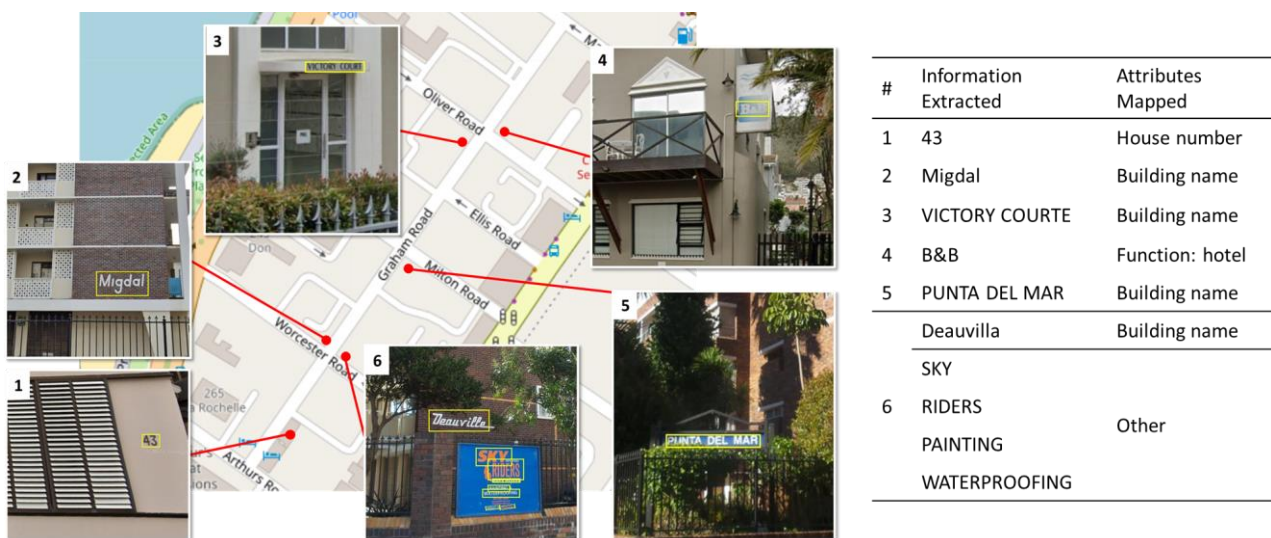 Pool
3
VICTORY COURT
Oliver Road
4
B&B
2
Migdal
Don
Graham Road
Ellis Road
Milton Road
Worcester Road
1
43
265
a Rochelle
Arthurs Ro
6
Deauville
SKY
RIDERS
WATERPROOFING
5
PUNTA DEL MAR
# Information Extracted Attributes Mapped
1 43 House number
2 Migdal Building name
3 VICTORY COURTE Building name
4 B&B Function: hotel
5 PUNTA DEL MAR Building name
6 Deauvilla Building name
SKY
RIDERS
Other
PAINTING
WATERPROOFING